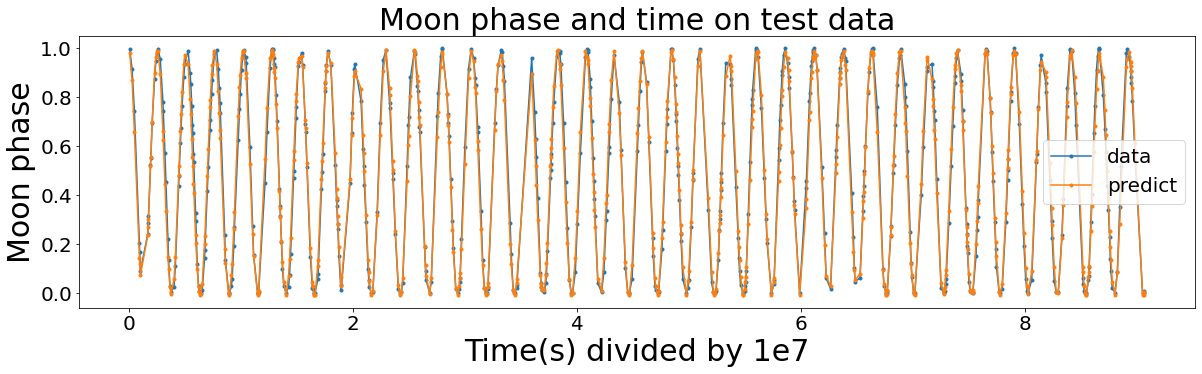 Moon phase and time on test data
Moon phase
1.0
0.8
0.6
0.4
0.2
0.0
data
predict
0
2
4
6
8
Time(s) divided by 1e7